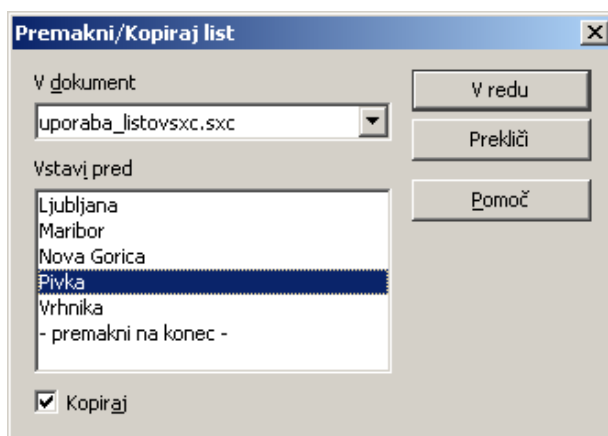 Premakni/Kopiraj list
V dokument
uporaba_listovsxc.sxc
Vstavi pred
Ljubljana
Maribor
Nova Gorica
Pivka
Vrhnika
- premakni na konec -
Kopiraj
V redu
Prekliči
Pomoč